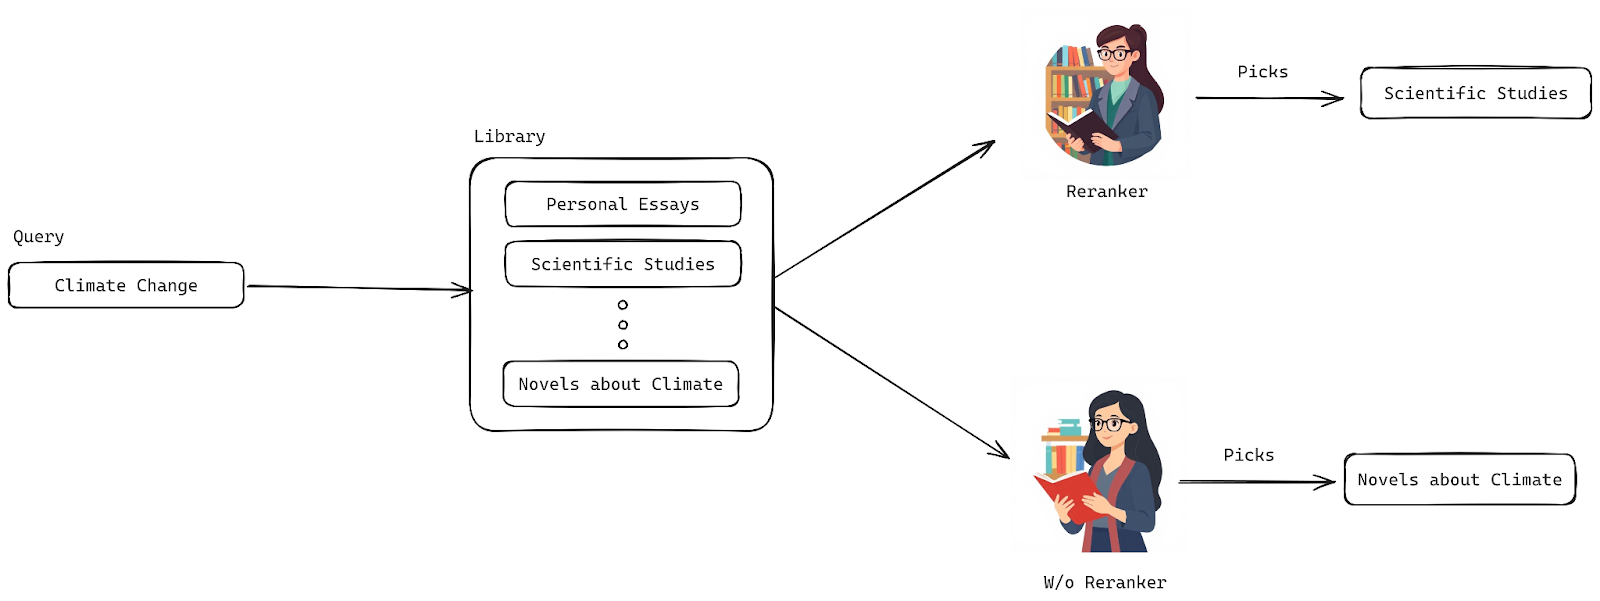 Query
Climate Change
Library
Personal Essays
Scientific Studies
Novels about Climate
Reranker
Picks
Scientific Studies
W/o Reranker
Picks
Novels about Climate